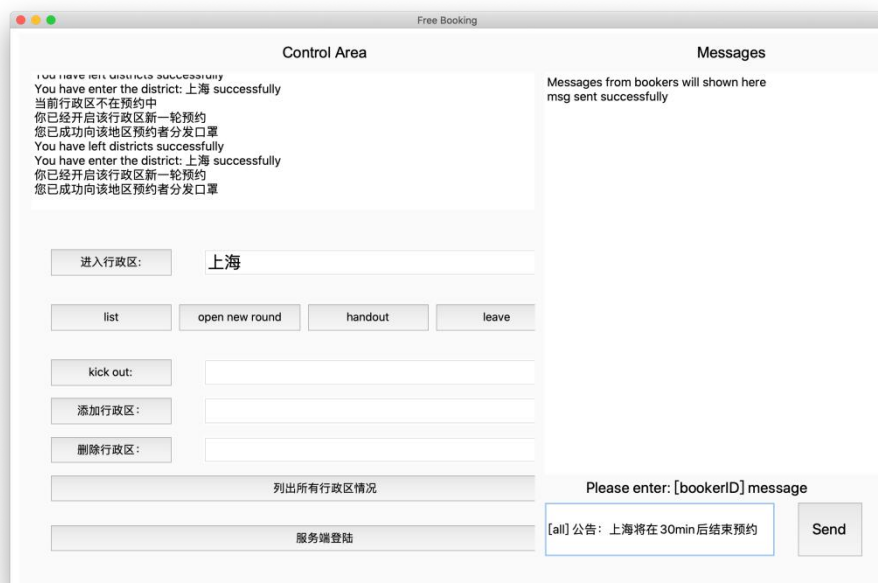 Free Booking
Control Area
You have left districts successfully
You have enter the district: 上海 successfully
当前行政区不在预约中
你已经开启该行政区新一轮预约
您已成功向该地区预约者分发口罩
You have left districts successfully
You have enter the district: 上海 successfully
你已经开启该行政区新一轮预约
您已成功向该地区预约者分发口罩
进入行政区:
上海
list
open new round
handout
leave
kick out:
添加行政区：
删除行政区：
列出所有行政区情况
服务端登陆
Messages
Messages from bookers will shown here
msg sent successfully
Please enter: [bookerID] message
[all] 公告：上海将在30min后结束预约
Send